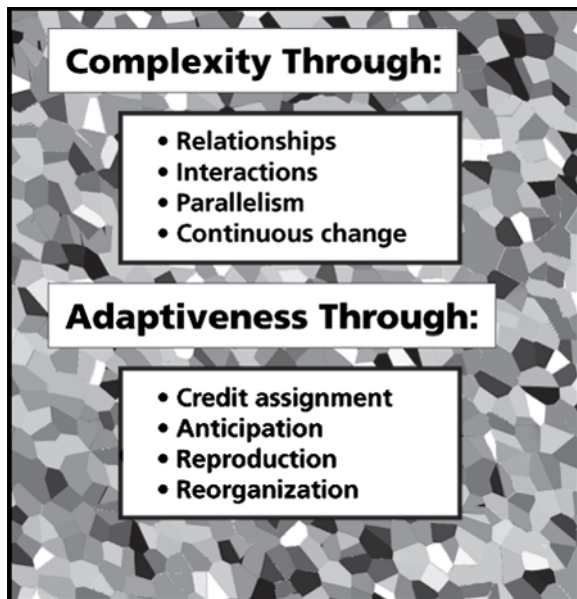 Complexity Through:
• Relationships
• Interactions
• Parallelism
• Continuous change
Adaptiveness Through:
• Credit assignment
• Anticipation
• Reproduction
• Reorganization